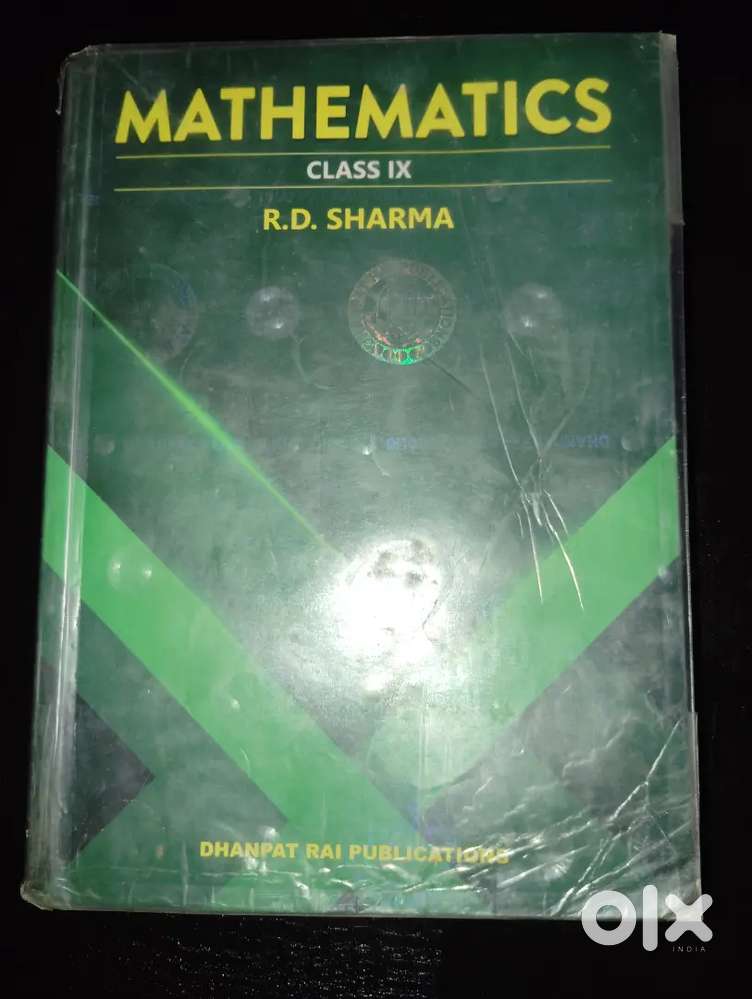 MATHEMATICS
CLASS IX
R.D. SHARMA
DHANPAT RAI PUBLICATIONS
olx
INDIA